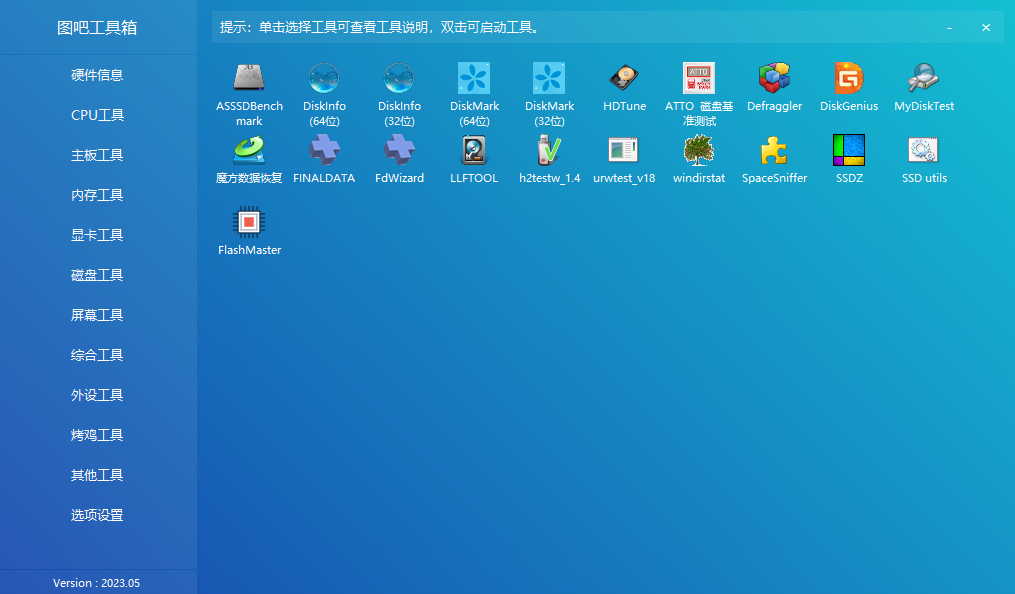 图吧工具箱
提示：单击选择工具可查看工具说明，双击可启动工具。
硬件信息
CPU工具
主板工具
内存工具
显卡工具
磁盘工具
屏幕工具
综合工具
外设工具
烤鸡工具
其他工具
选项设置
Version : 2023.05
ASSSDBench
mark
DiskInfo
(64位)
DiskInfo
(32位)
DiskMark
(64位)
DiskMark
(32位)
HDTune
ATTO
ATTO 磁盘基
准测试
Defraggler
DiskGenius
MyDiskTest
魔方数据恢复
FINALDATA
FdWizard
LLFTOOL
h2testw_1.4
urwtest_v18
windirstat
SpaceSniffer
SSDZ
SSD utils
FlashMaster